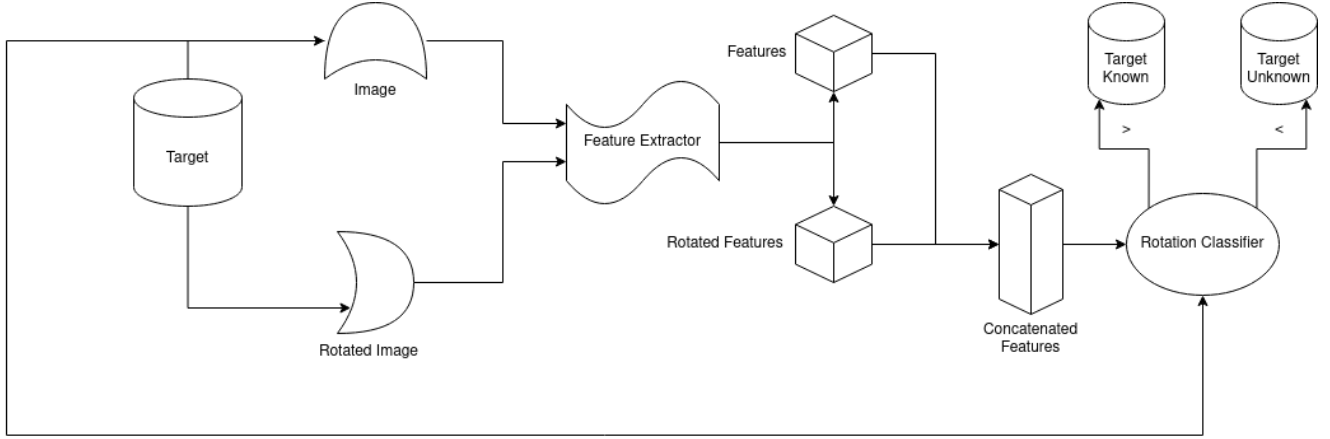 Image
Target
Rotated Image
Feature Extractor
Features
Rotated Features
Concatenated
Features
Rotation Classifier
>
<
Target
Known
Target
Unknown